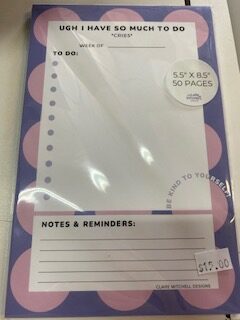 UGH I HAVE SO MUCH TO DO
*CRIES*
WEEK OF
TO DO:
5.5" X 8.5"
50 PAGES
BE KIND TO YOURSELF!
NOTES & REMINDERS:
$15.00
CLAIRE MITCHELL DESIGNS